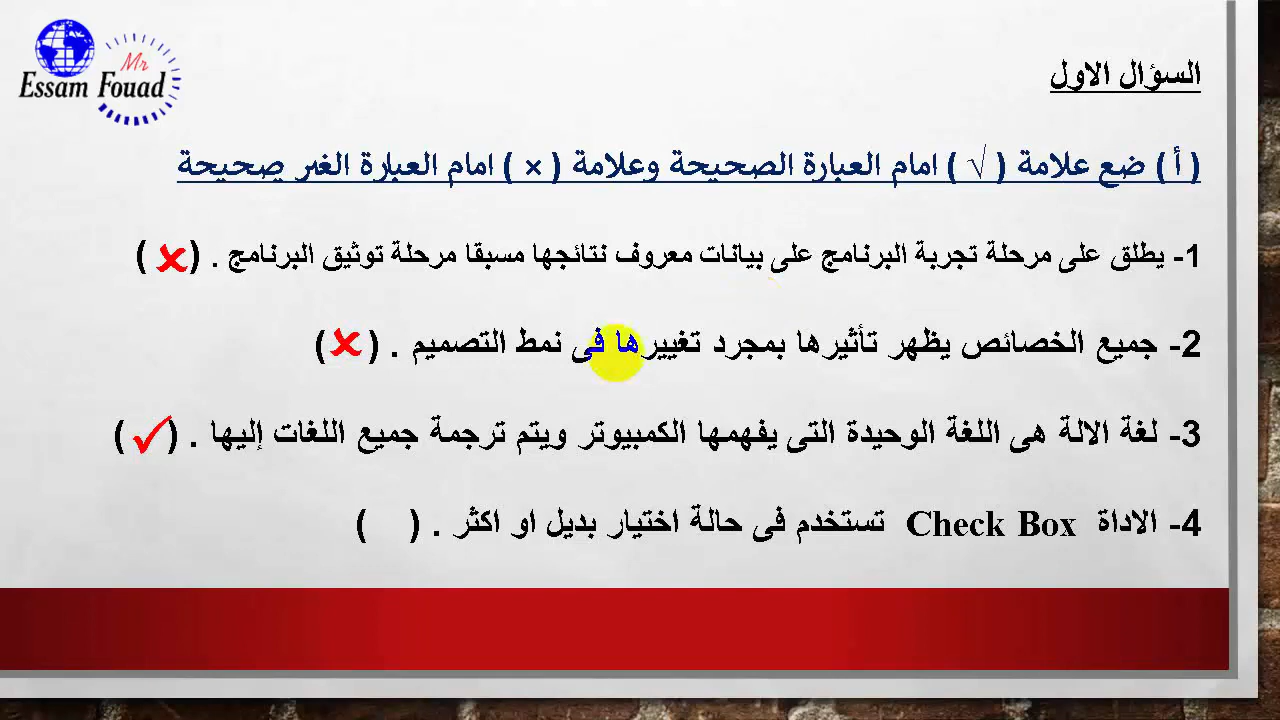 Mr
Essam Fouad
السؤال الاول
( أ ) ضع علامة ( √ ) امام العبارة الصحيحة وعلامة ( × ) امام العبارة الغير صحيحة
1- يطلق على مرحلة تجربة البرنامج على بيانات معروف نتائجها مسبقا مرحلة توثيق البرنامج . ( ✘ )
2- جميع الخصائص يظهر تأثيرها بمجرد تغييرها فى نمط التصميم . ( ✘ )
3- لغة الالة هى اللغة الوحيدة التى يفهمها الكمبيوتر ويتم ترجمة جميع اللغات إليها . ( ✓ )
4- الاداة Check Box تستخدم فى حالة اختيار بديل او اكثر . ( )